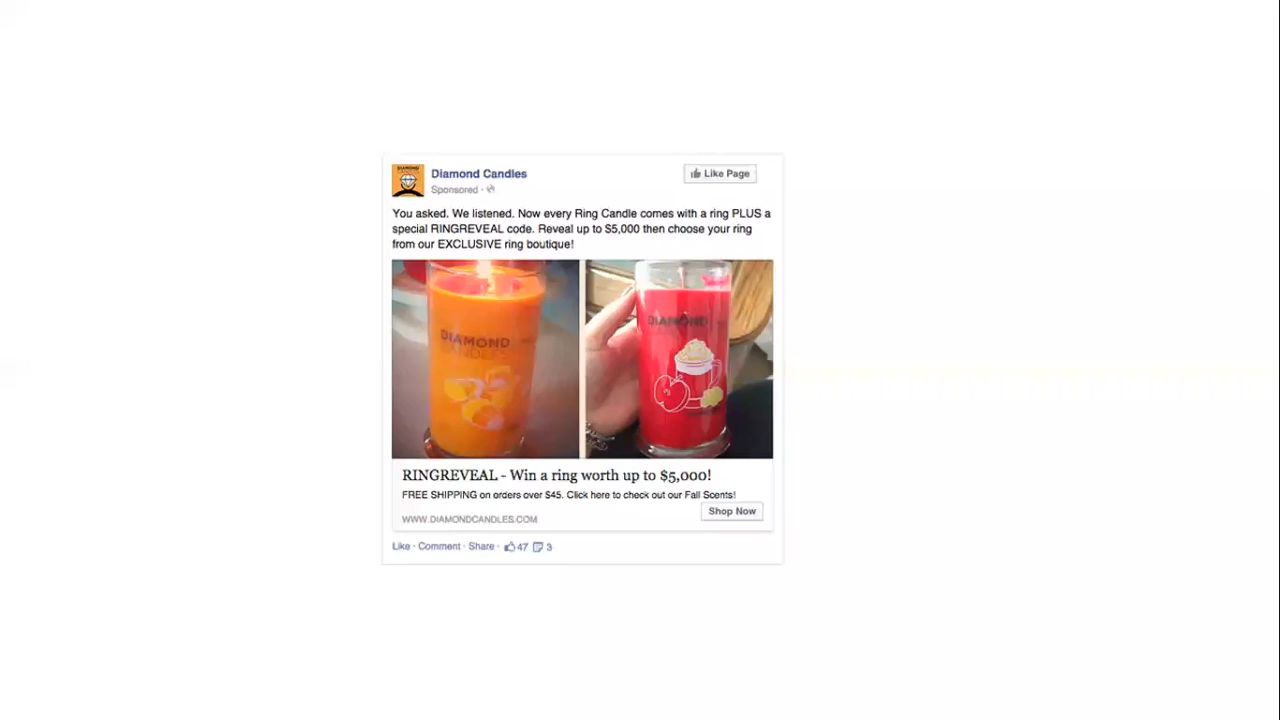 Diamond Candles
Like Page
Sponsored ·
You asked. We listened. Now every Ring Candle comes with a ring PLUS a
special RINGREVEAL code. Reveal up to $5,000 then choose your ring
from our EXCLUSIVE ring boutique!
DIAMOND
CANDLES
DIAMOND
RINGREVEAL - Win a ring worth up to $5,000!
FREE SHIPPING on orders over $45. Click here to check out our Fall Scents!
WWW.DIAMONDCANDLES.COM
Shop Now
Like · Comment · Share · 47 3